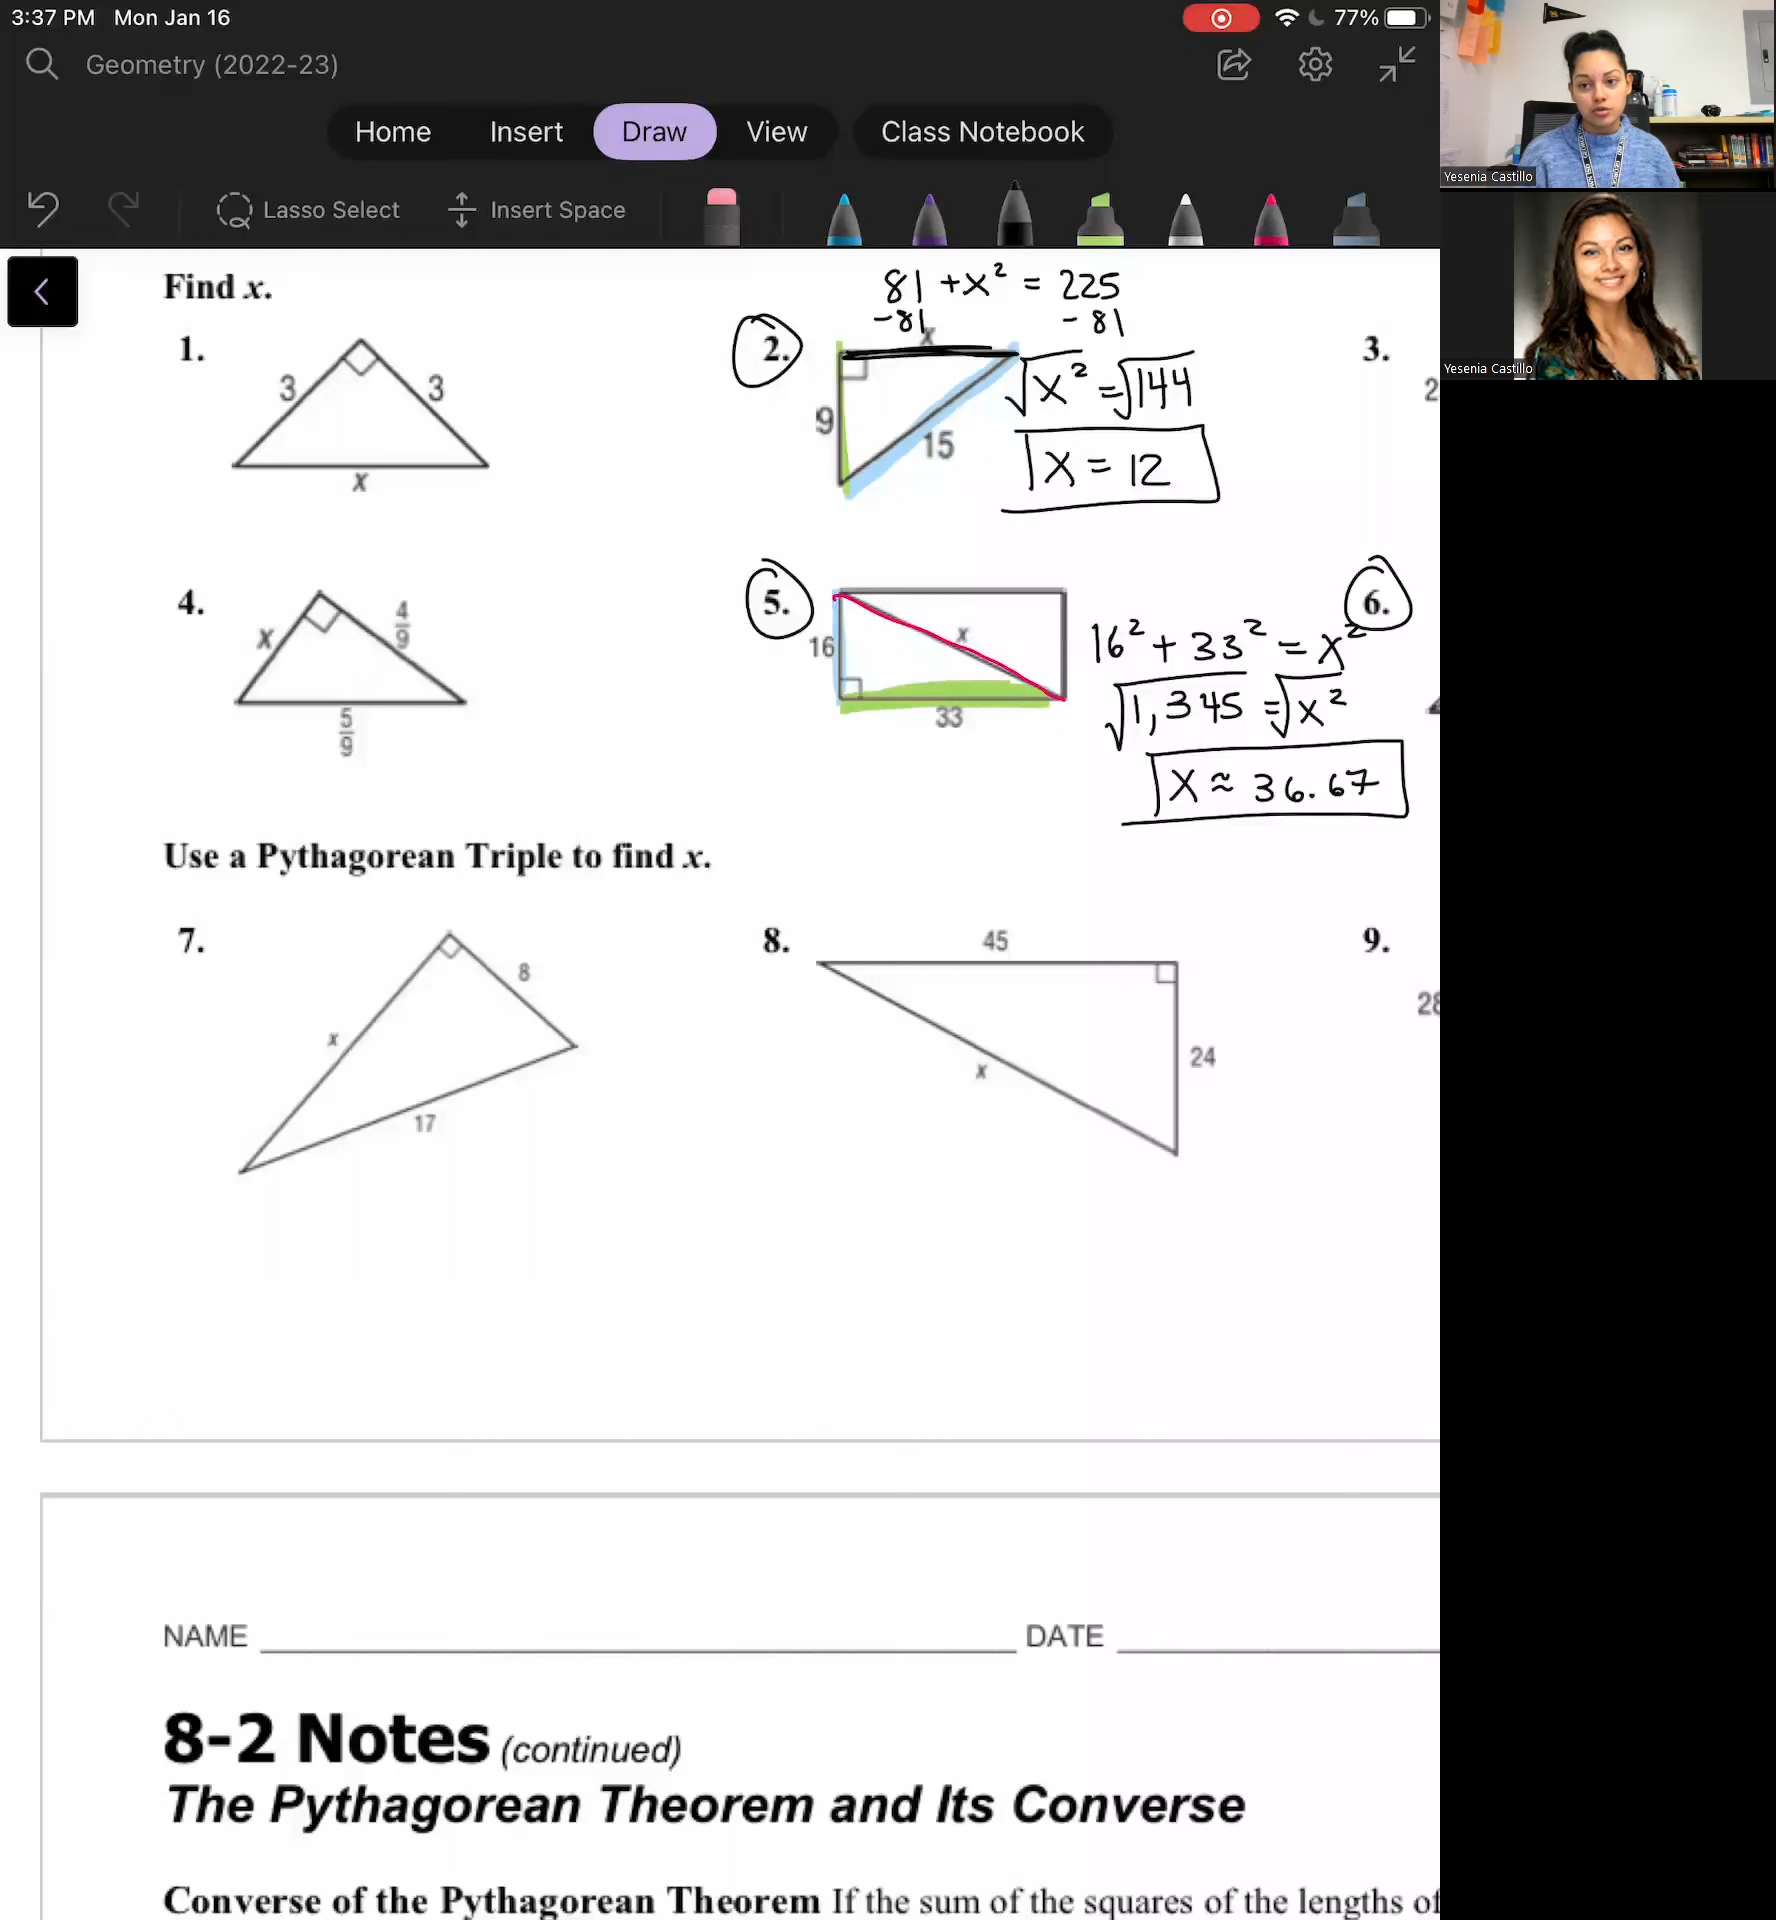 3:37 PM Mon Jan 16
77%
Geometry (2022-23)
Home Insert Draw View Class Notebook
Lasso Select Insert Space
Yesenia Castillo
Yesenia Castillo
Find x.
81 + x² = 225
-81 -81
1.
3
3
x
2.
x
9
15
√x² = √144
x = 12
3.
2
4.
x
4/9
5/9
5.
16
x
33
16² + 33² = x²
√1,345 = √x²
x ≈ 36.67
6.
Use a Pythagorean Triple to find x.
7.
8
x
17
8.
45
24
x
9.
28
NAME DATE
8-2 Notes (continued)
The Pythagorean Theorem and Its Converse
Converse of the Pythagorean Theorem If the sum of the squares of the lengths of